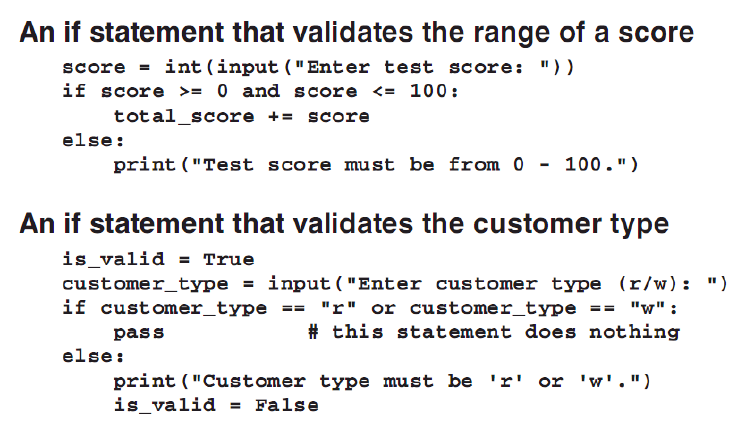 An if statement that validates the range of a score
score = int(input("Enter test score: "))
if score >= 0 and score <= 100:
    total_score += score
else:
    print("Test score must be from 0 - 100.")
An if statement that validates the customer type
is_valid = True
customer_type = input("Enter customer type (r/w): ")
if customer_type == "r" or customer_type == "w":
    pass           # this statement does nothing
else:
    print("Customer type must be 'r' or 'w'.")
    is_valid = False